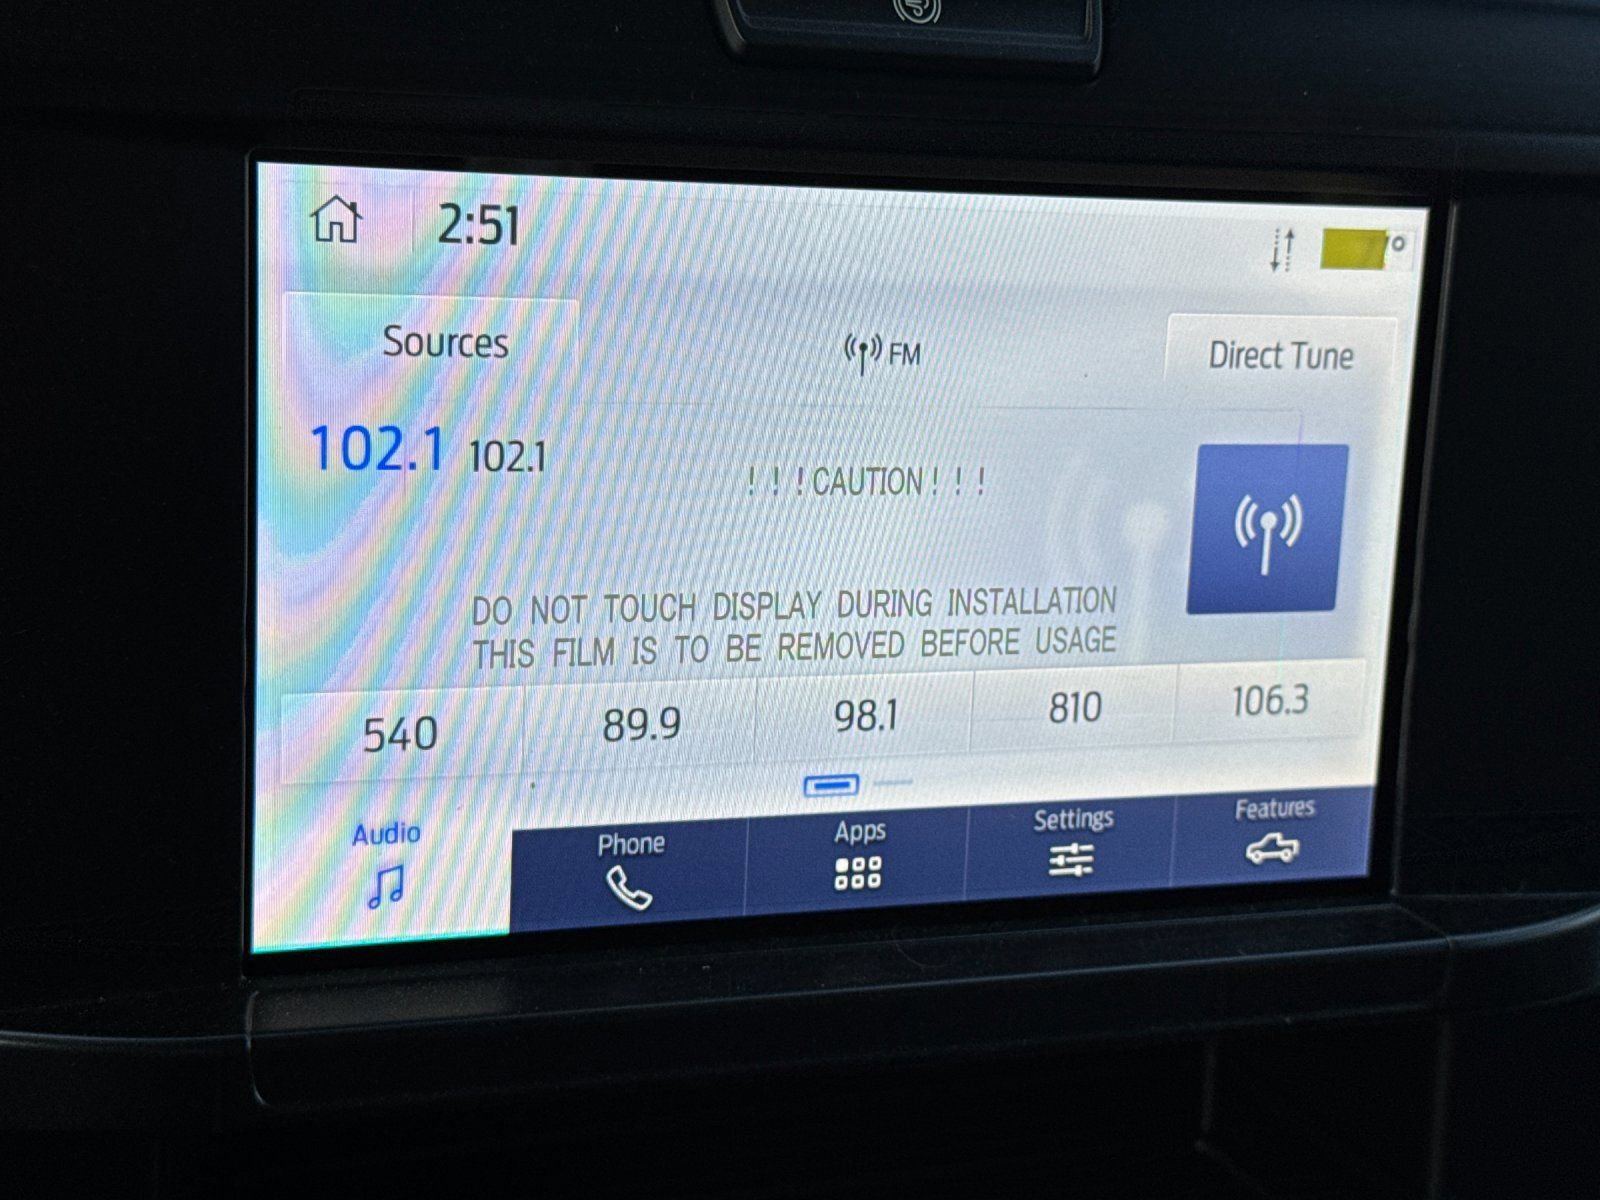 2:51
°
Sources
FM
Direct Tune
102.1 102.1
! ! ! CAUTION ! ! !
DO NOT TOUCH DISPLAY DURING INSTALLATION
THIS FILM IS TO BE REMOVED BEFORE USAGE
540 89.9 98.1 810 106.3
Audio Phone Apps Settings Features